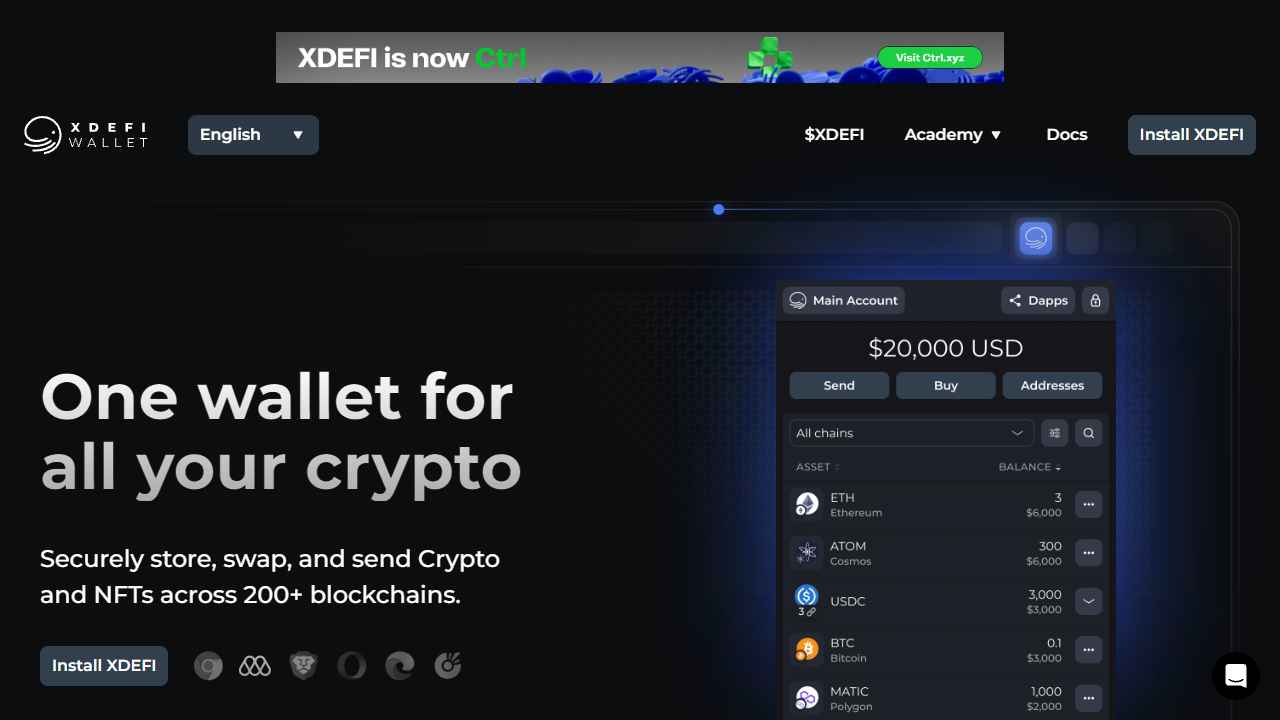 XDEFI is now Ctrl
Visit Ctrl.xyz
XDEFI
WALLET
English
$XDEFI
Academy
Docs
Install XDEFI
One wallet for
all your crypto
Securely store, swap, and send Crypto
and NFTs across 200+ blockchains.
Install XDEFI
Main Account
Dapps
$20,000 USD
Send
Buy
Addresses
All chains
ASSET
BALANCE
ETH
3
Ethereum
$6,000
ATOM
300
Cosmos
$6,000
USDC
3,000
$3,000
3
BTC
0.1
Bitcoin
$3,000
MATIC
1,000
Polygon
$2,000